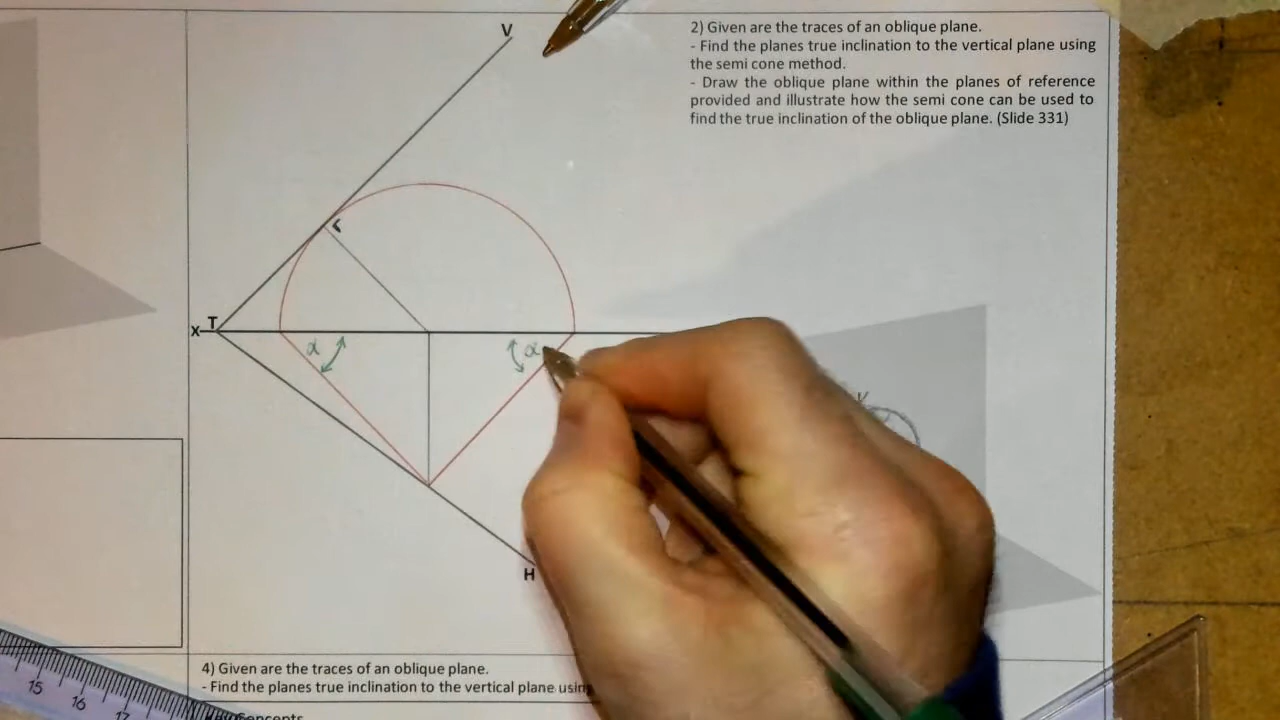 V
2) Given are the traces of an oblique plane.
- Find the planes true inclination to the vertical plane using
the semi cone method.
- Draw the oblique plane within the planes of reference
provided and illustrate how the semi cone can be used to
find the true inclination of the oblique plane. (Slide 331)
X T
α α
H
4) Given are the traces of an oblique plane.
- Find the planes true inclination to the vertical plane using
15 16 17
Concepts